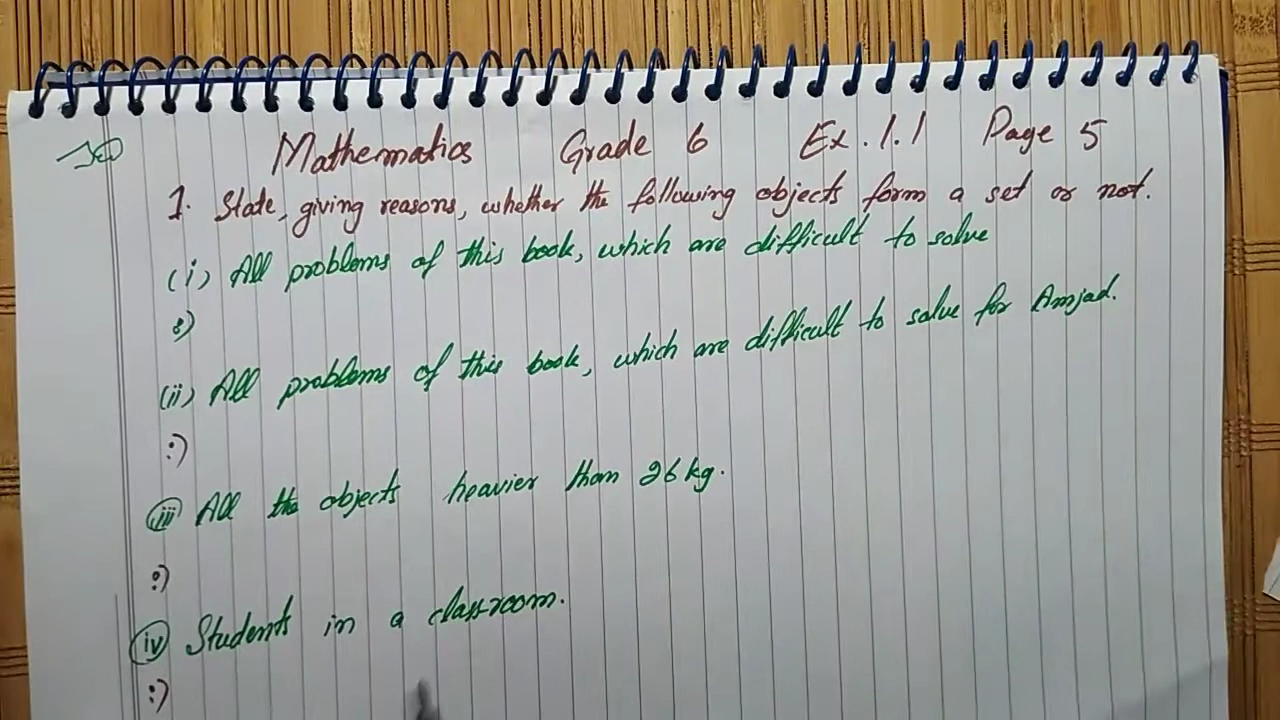 Mathematics Grade 6 Ex. 1.1 Page 5
1. State, giving reasons, whether the following objects form a set or not.
(i) All problems of this book, which are difficult to solve
:)
(ii) All problems of this book, which are difficult to solve for Amjad.
:)
(iii) All the objects heavier than 26 kg.
:)
(iv) Students in a classroom.
:)